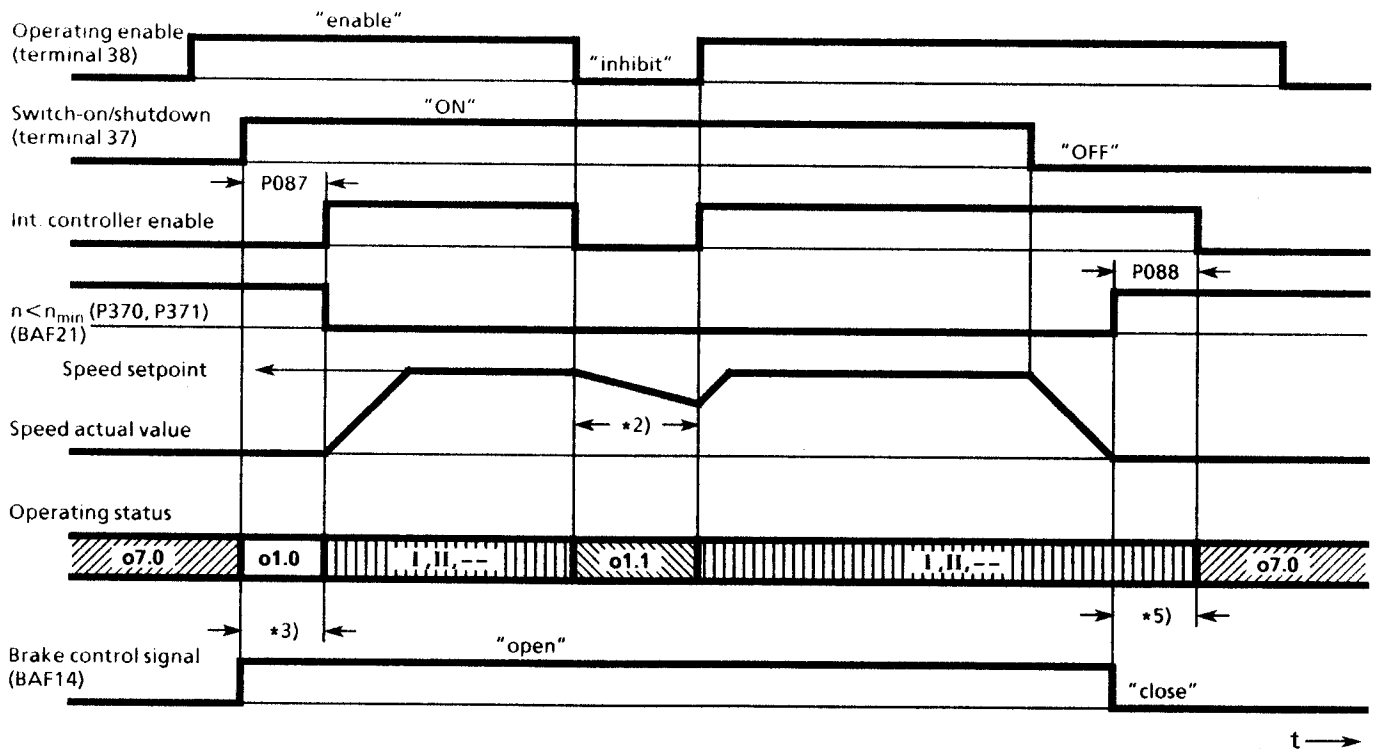 Operating enable
(terminal 38)
"enable"
"inhibit"
Switch-on/shutdown
(terminal 37)
"ON"
"OFF"
P087
Int. controller enable
P088
n<nmin (P370, P371)
(BAF21)
Speed setpoint
*2)
Speed actual value
Operating status
o7.0
o1.0
I,II,--
o1.1
I,II,--
o7.0
*3)
*5)
Brake control signal
(BAF14)
"open"
"close"
t